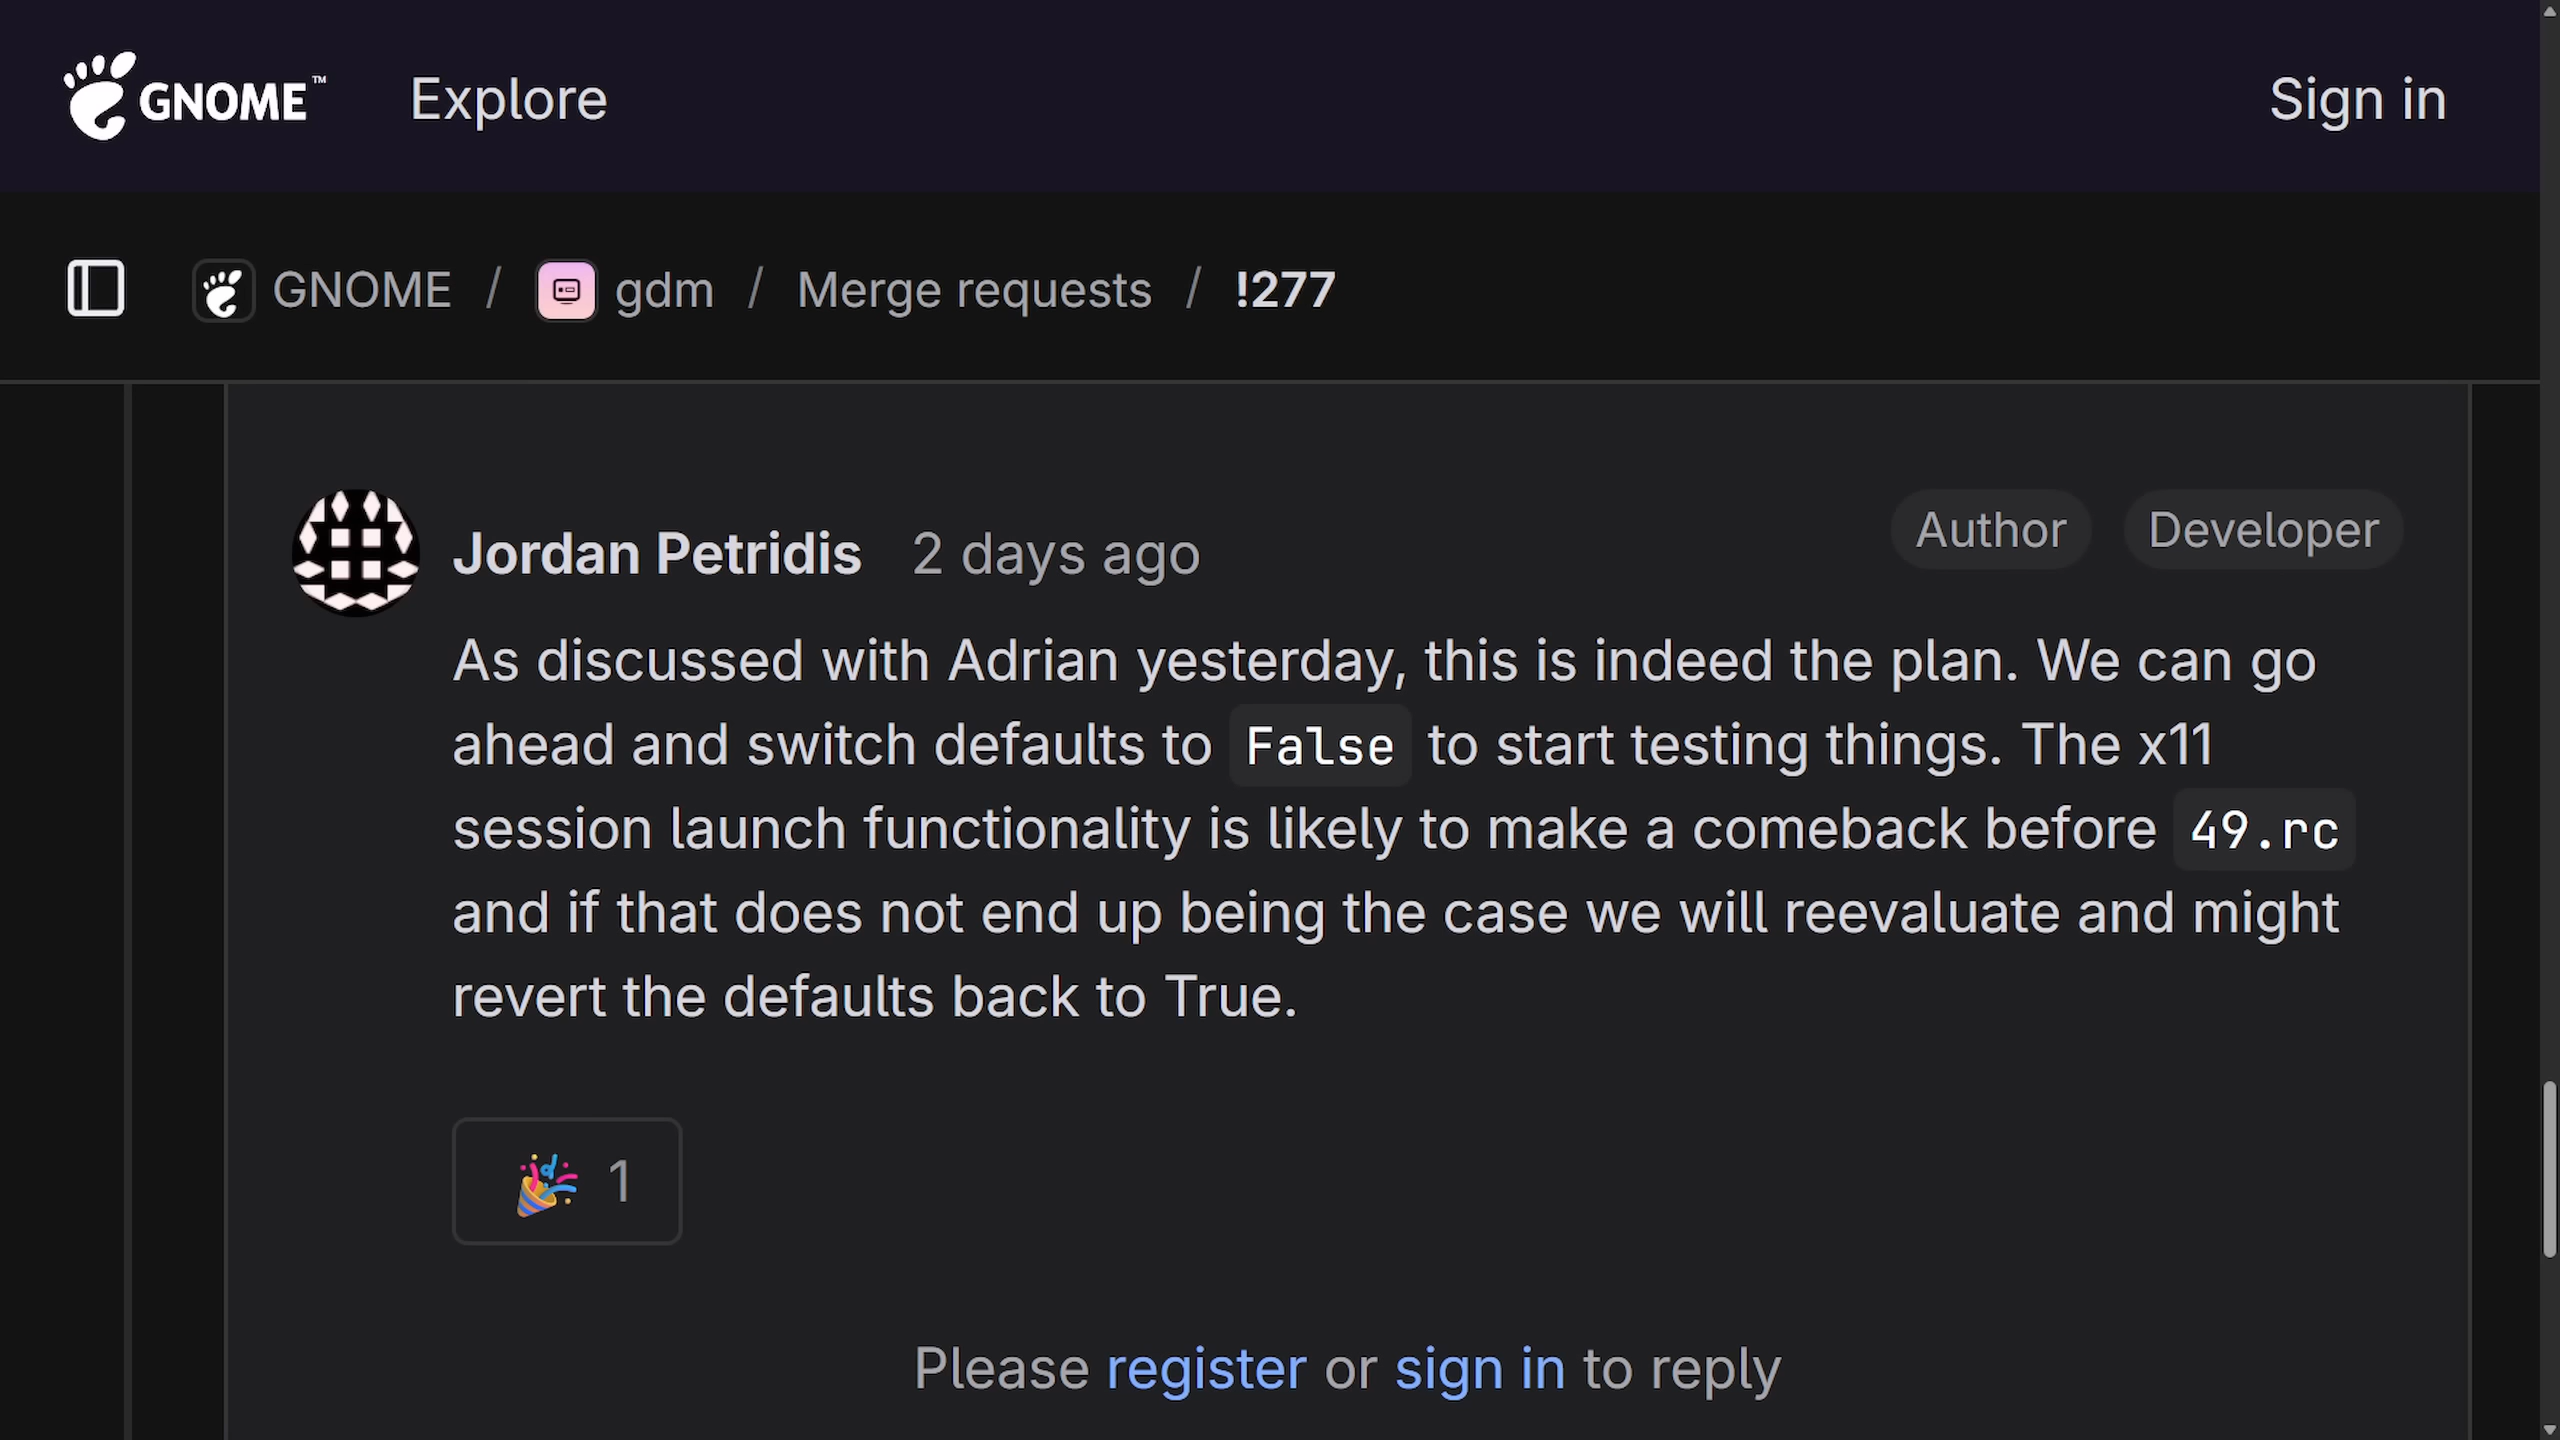 GNOME™ Explore Sign in
GNOME / gdm / Merge requests / !277
Author Developer
Jordan Petridis 2 days ago
As discussed with Adrian yesterday, this is indeed the plan. We can go
ahead and switch defaults to False to start testing things. The x11
session launch functionality is likely to make a comeback before 49.rc
and if that does not end up being the case we will reevaluate and might
revert the defaults back to True.
1
Please register or sign in to reply